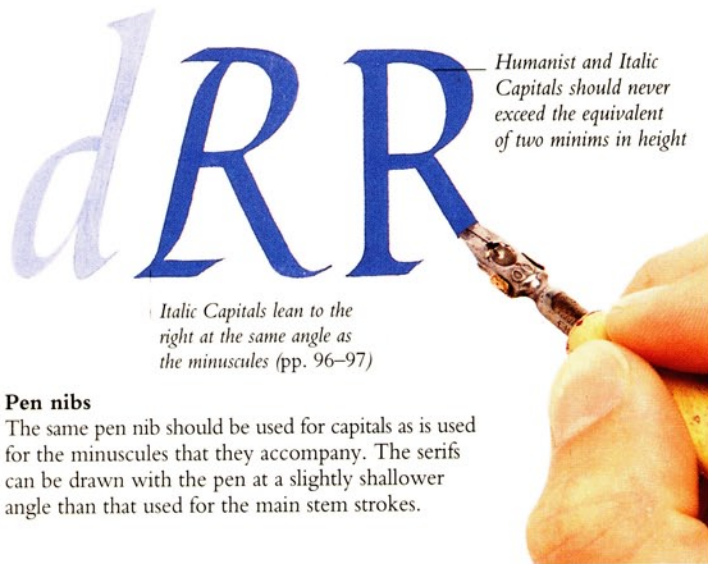 dRR
Humanist and Italic
Capitals should never
exceed the equivalent
of two minims in height
Italic Capitals lean to the
right at the same angle as
the minuscules (pp. 96–97)
Pen nibs
The same pen nib should be used for capitals as is used
for the minuscules that they accompany. The serifs
can be drawn with the pen at a slightly shallower
angle than that used for the main stem strokes.